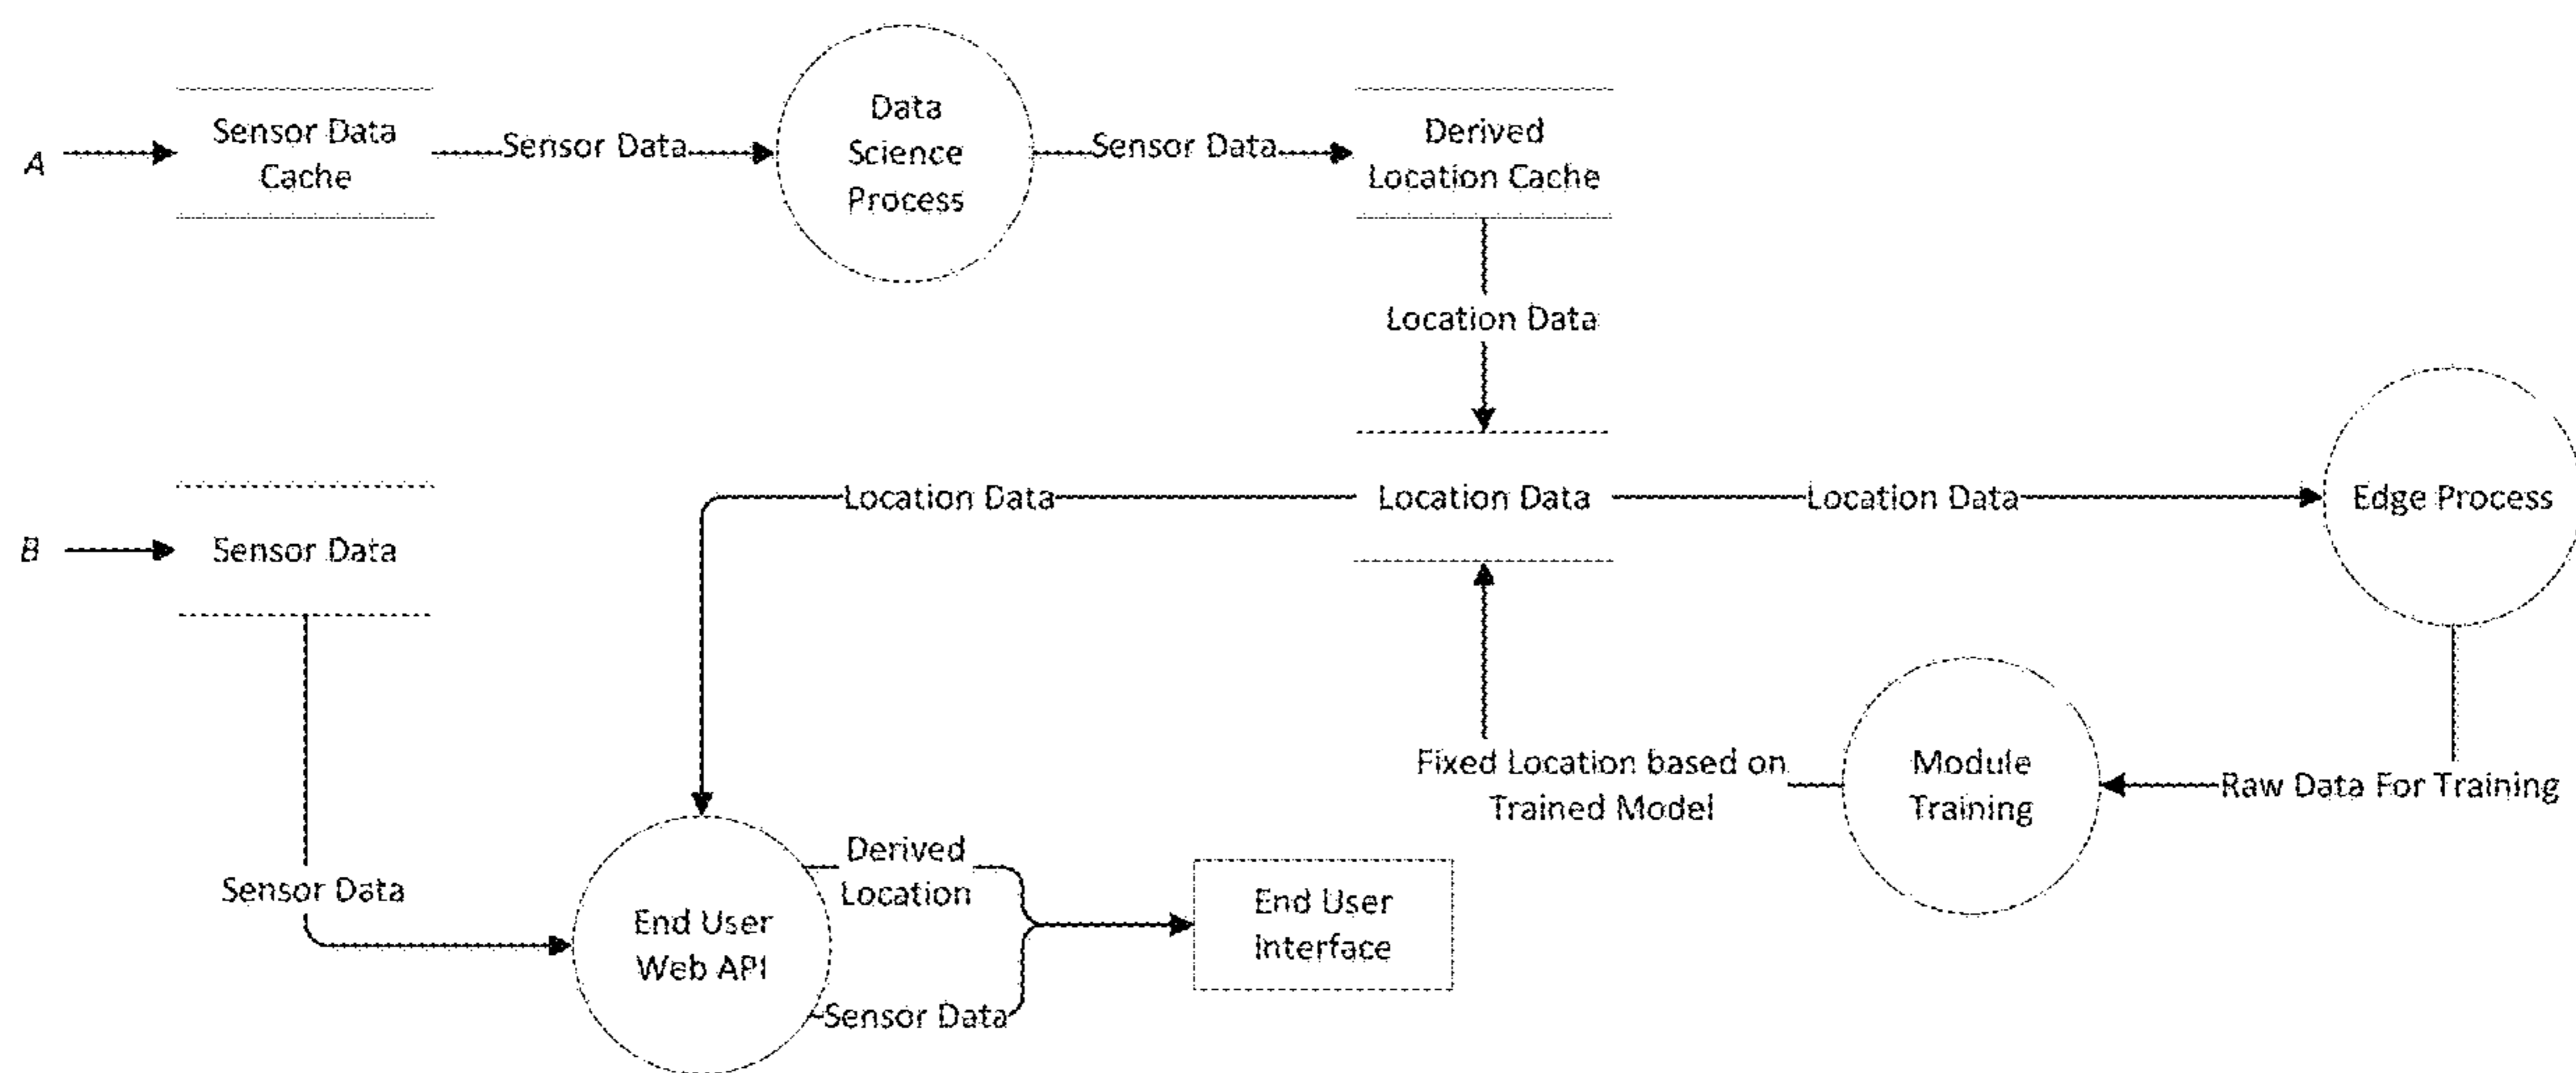 A
Sensor Data
Cache
Sensor Data
Data
Science
Process
Sensor Data
Derived
Location Cache
Location Data
B
Sensor Data
Location Data
Location Data
Location Data
Edge Process
Sensor Data
End User
Web API
Derived
Location
Sensor Data
End User
Interface
Fixed Location based on
Trained Model
Module
Training
Raw Data For Training